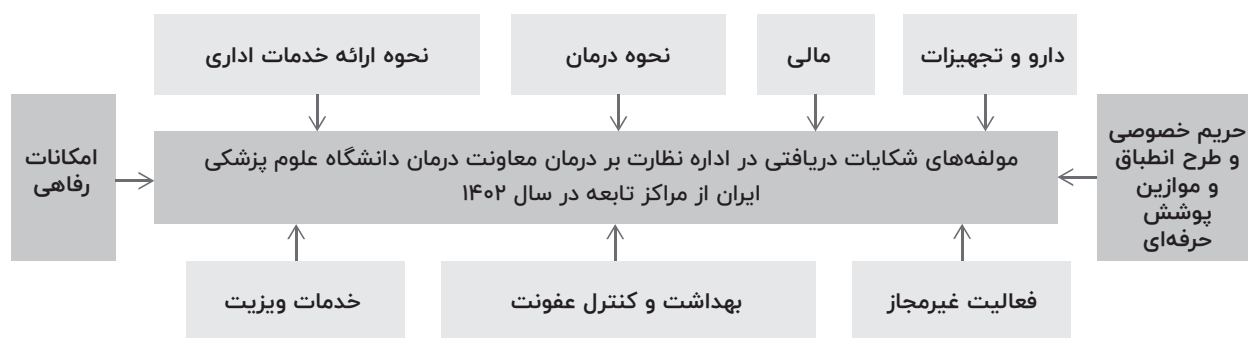 دارو و تجهیزات
مالی
نحوه درمان
نحوه ارائه خدمات اداری
حریم خصوصی
و طرح انطباق
و موازین
پوشش
حرفه‌ای
مولفه‌های شکایات دریافتی در اداره نظارت بر درمان معاونت درمان دانشگاه علوم پزشکی
ایران از مراکز تابعه در سال ۱۴۰۲
امکانات
رفاهی
فعالیت غیرمجاز
بهداشت و کنترل عفونت
خدمات ویزیت